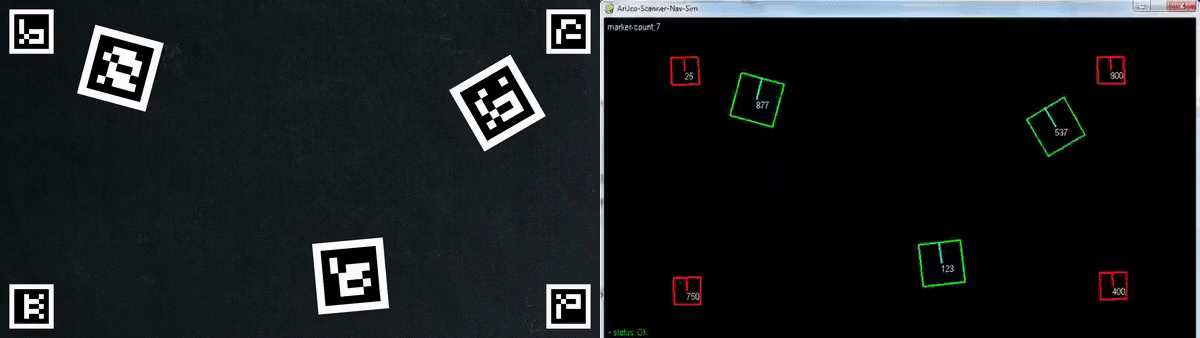 ArUco-Scanner-Nav-Sim
marker-count:7
25
900
877
537
123
750
400
> status: OK